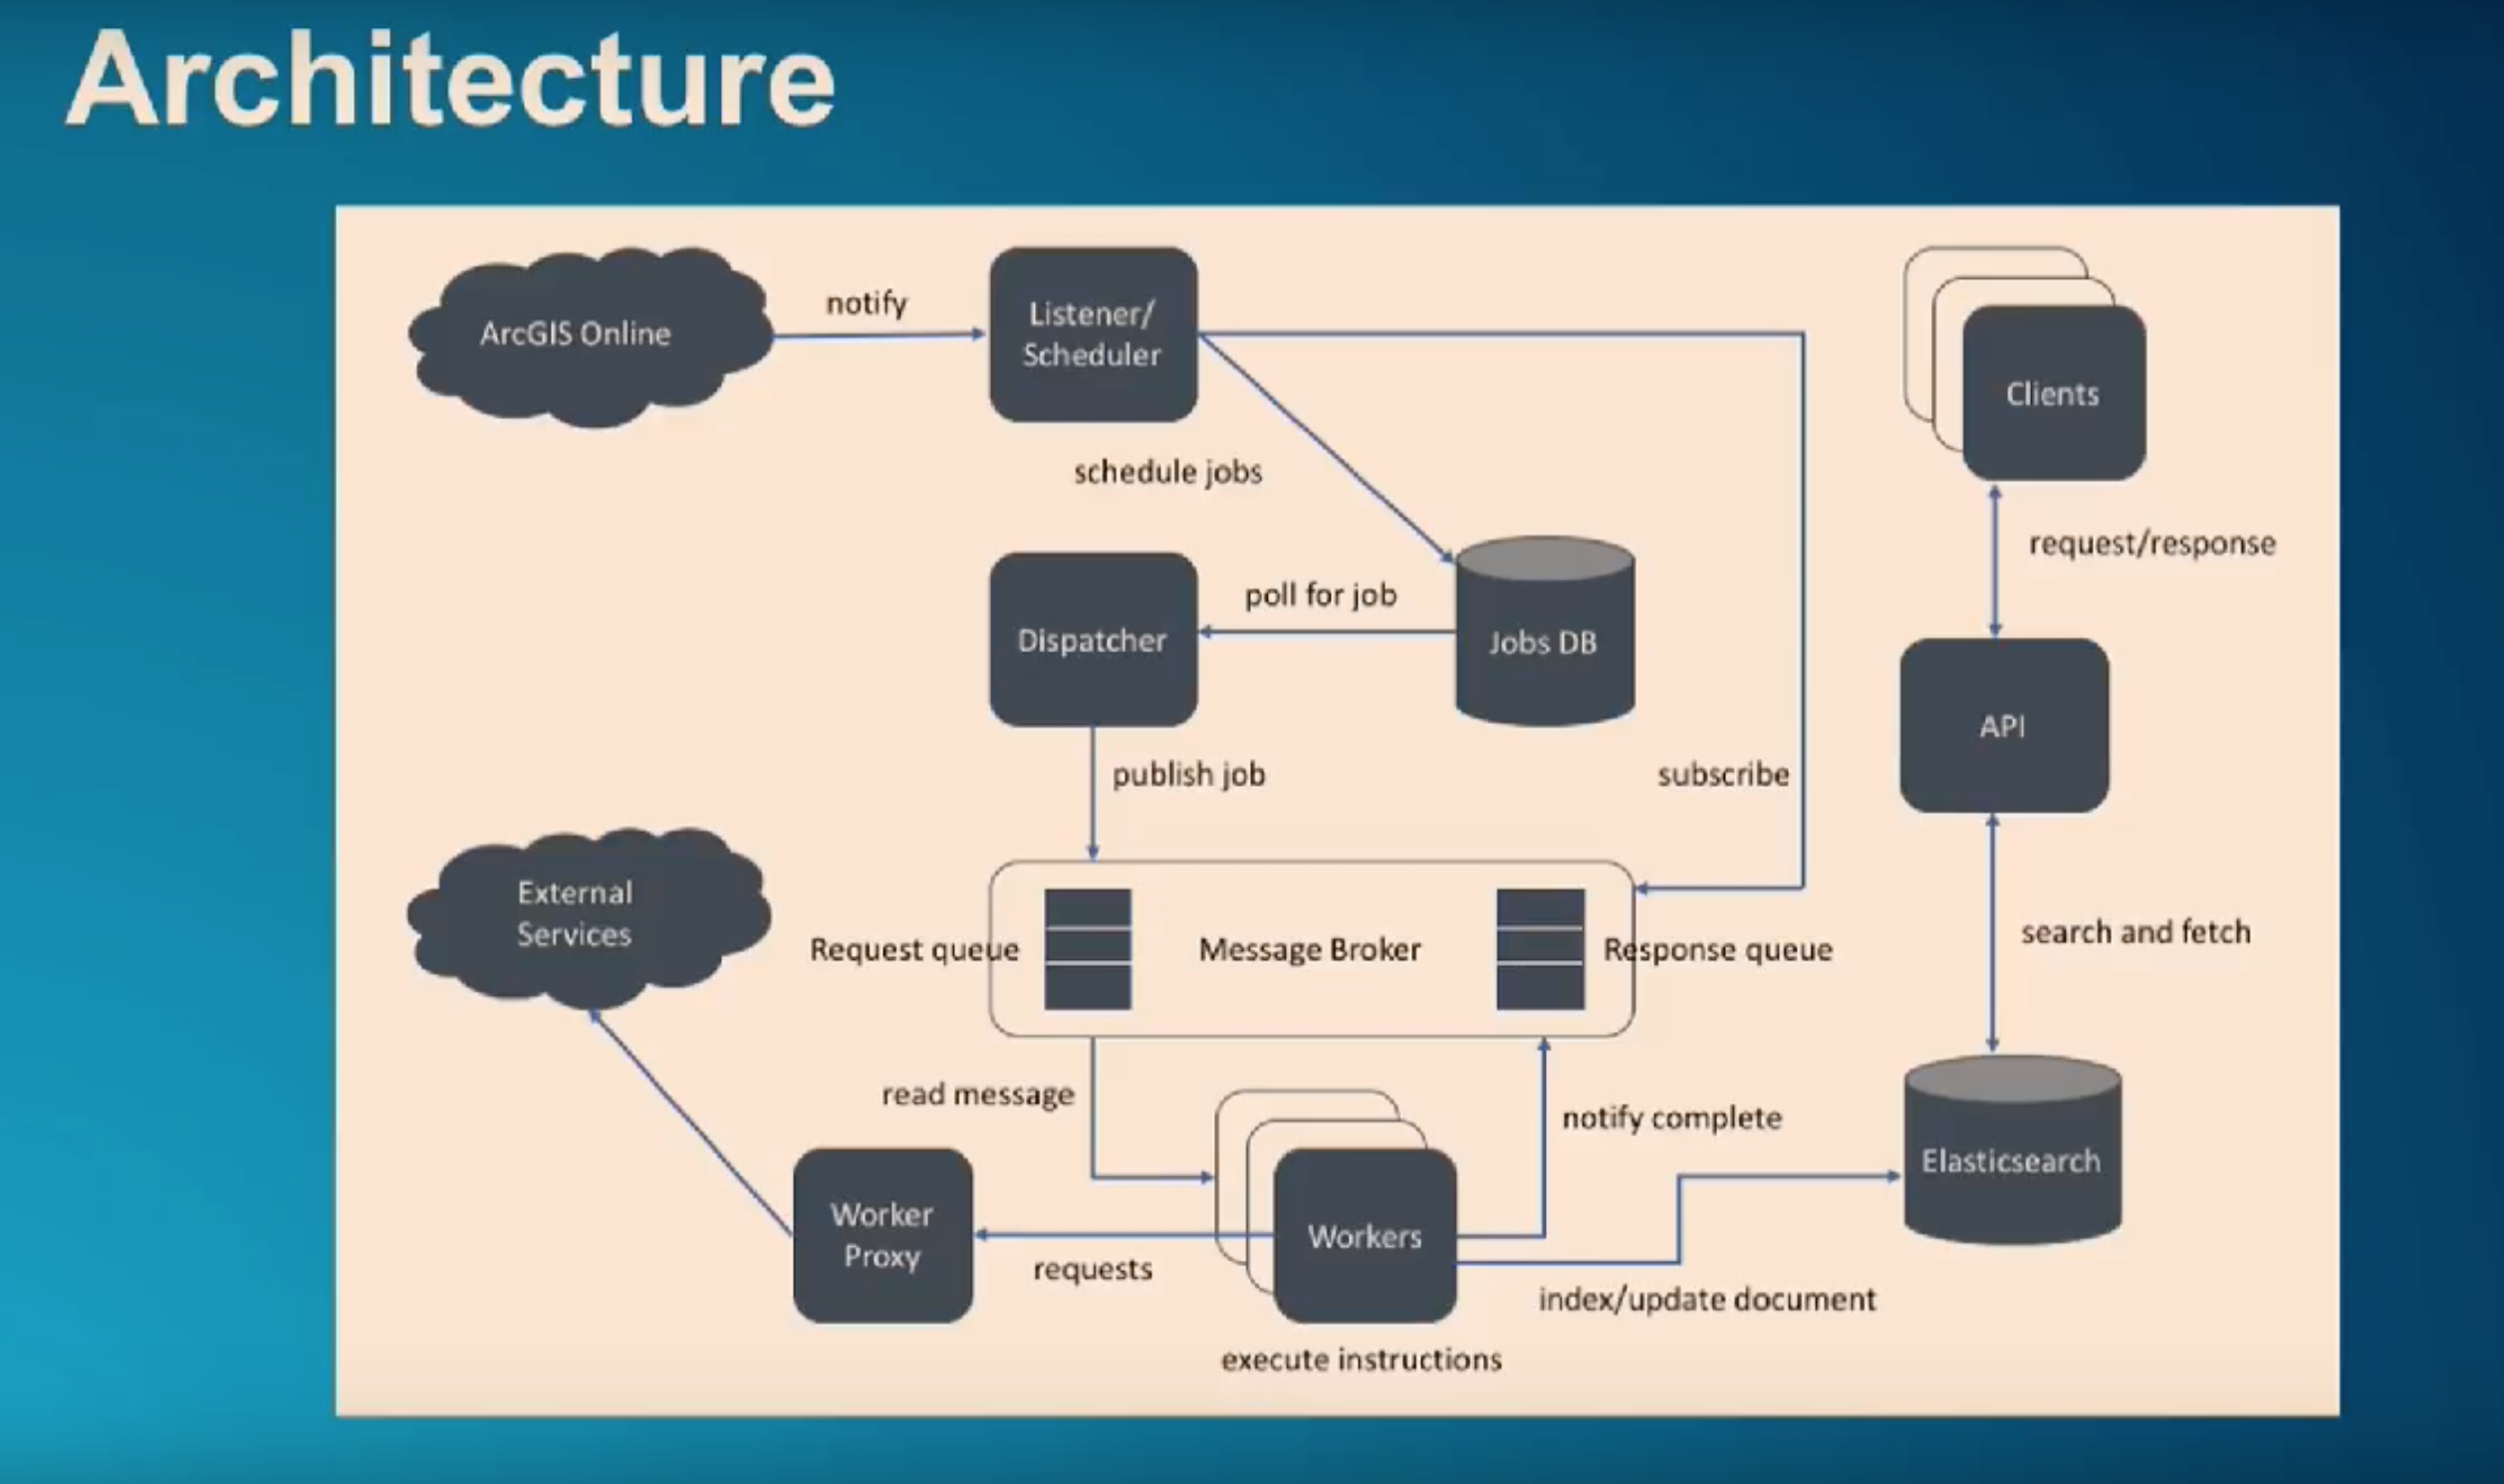 Architecture
ArcGIS Online
notify
Listener/
Scheduler
Clients
schedule jobs
request/response
Dispatcher
poll for job
Jobs DB
API
publish job
subscribe
External
Services
Request queue
Message Broker
Response queue
search and fetch
read message
notify complete
Elasticsearch
Worker
Proxy
requests
Workers
index/update document
execute instructions